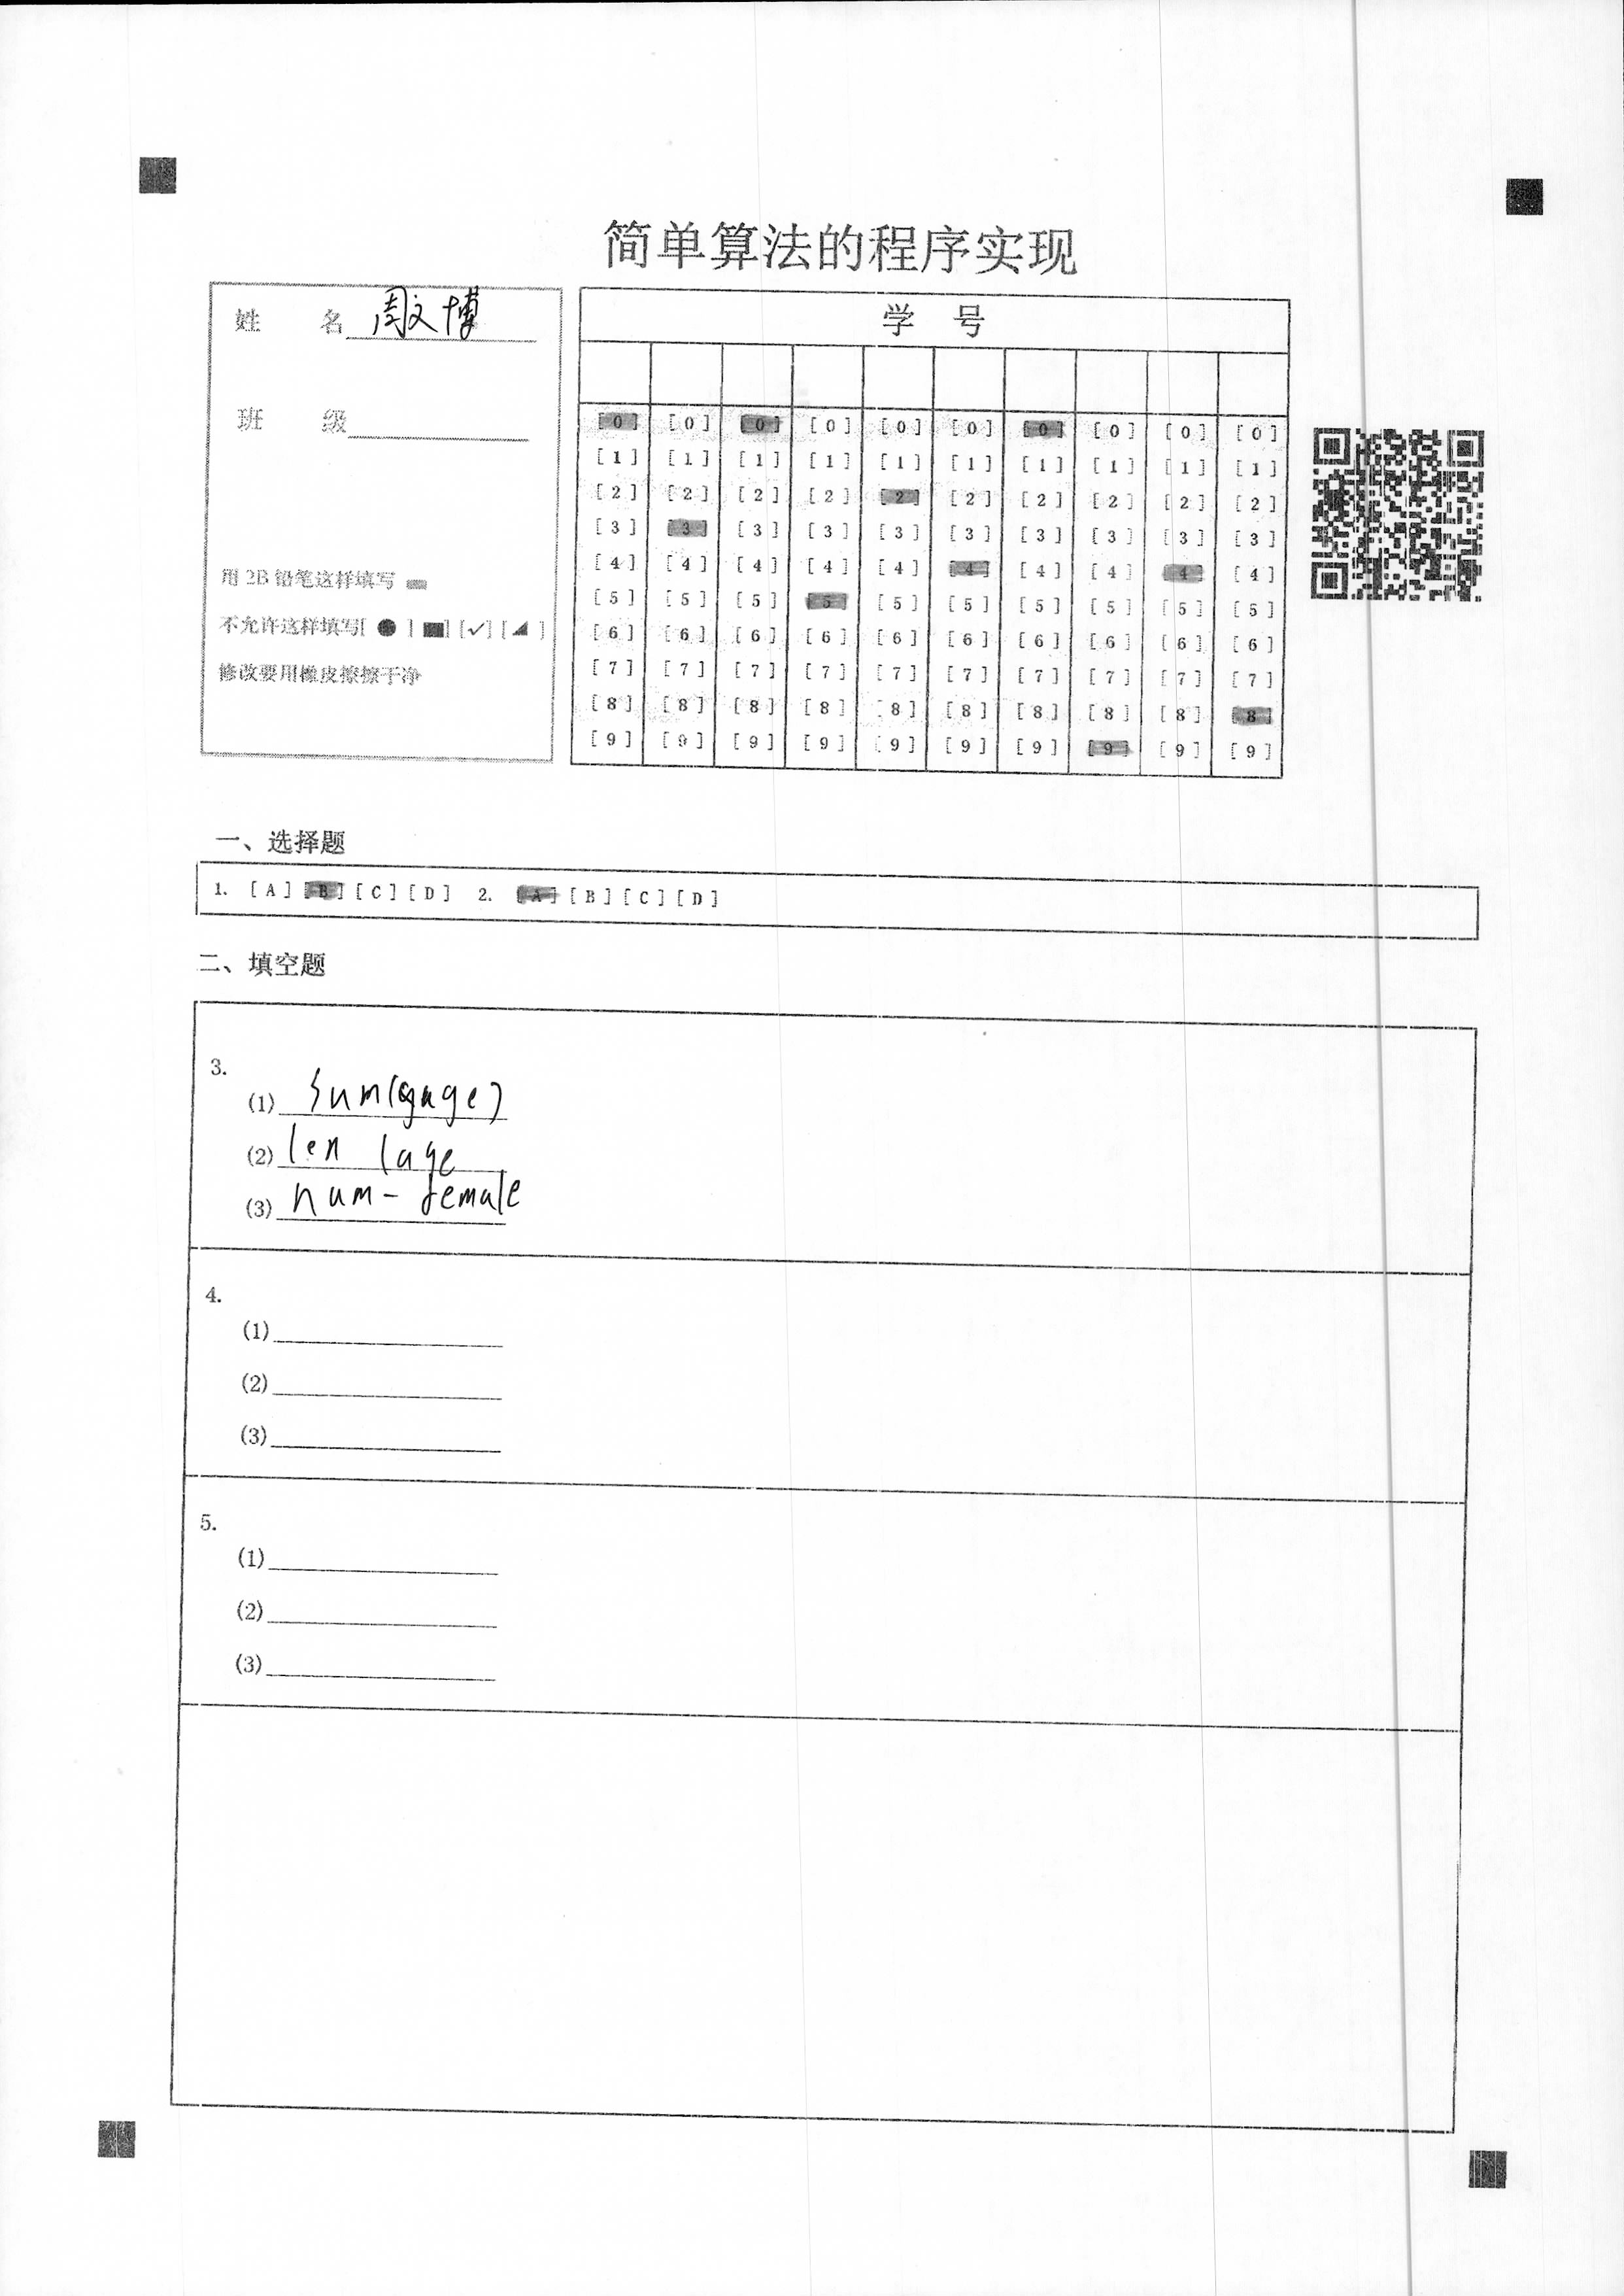 简单算法的程序实现
姓 名 周文博
班 级
用 2B 铅笔这样填写
不允许这样填写[ ● ] [■] [✓] [◢ ]
修改要用橡皮擦擦干净
学 号
[0] [0] [0] [0] [0] [0] [0] [0] [0] [0]
[1] [1] [1] [1] [1] [1] [1] [1] [1] [1]
[2] [2] [2] [2] [2] [2] [2] [2] [2] [2]
[3] [3] [3] [3] [3] [3] [3] [3] [3] [3]
[4] [4] [4] [4] [4] [4] [4] [4] [4] [4]
[5] [5] [5] [5] [5] [5] [5] [5] [5] [5]
[6] [6] [6] [6] [6] [6] [6] [6] [6] [6]
[7] [7] [7] [7] [7] [7] [7] [7] [7] [7]
[8] [8] [8] [8] [8] [8] [8] [8] [8] [8]
[9] [9] [9] [9] [9] [9] [9] [9] [9] [9]
一、选择题
1. [A] [B] [C] [D] 2. [A] [B] [C] [D]
二、填空题
3.
(1)
(2) len (age
(3) num- female
4.
(1)
(2)
(3)
5.
(1)
(2)
(3)